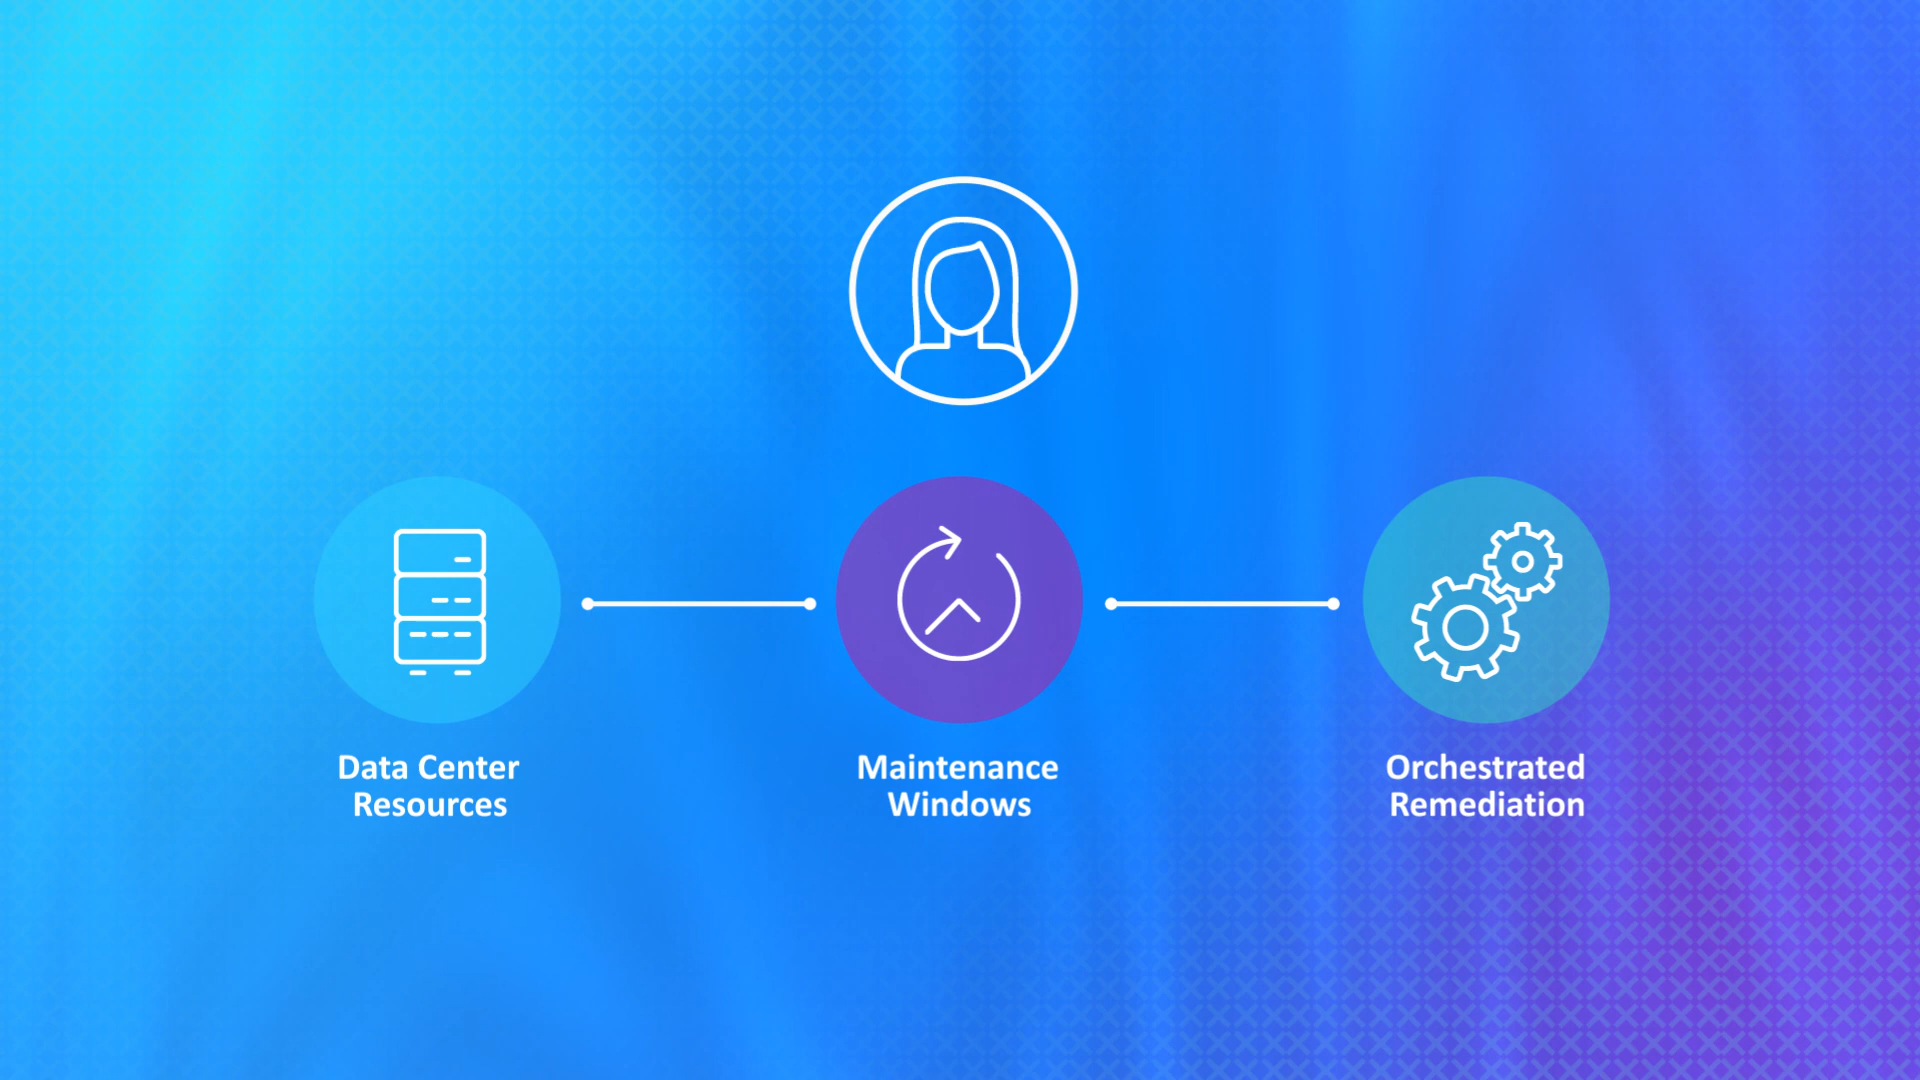 Data Center
Resources
Maintenance
Windows
Orchestrated
Remediation